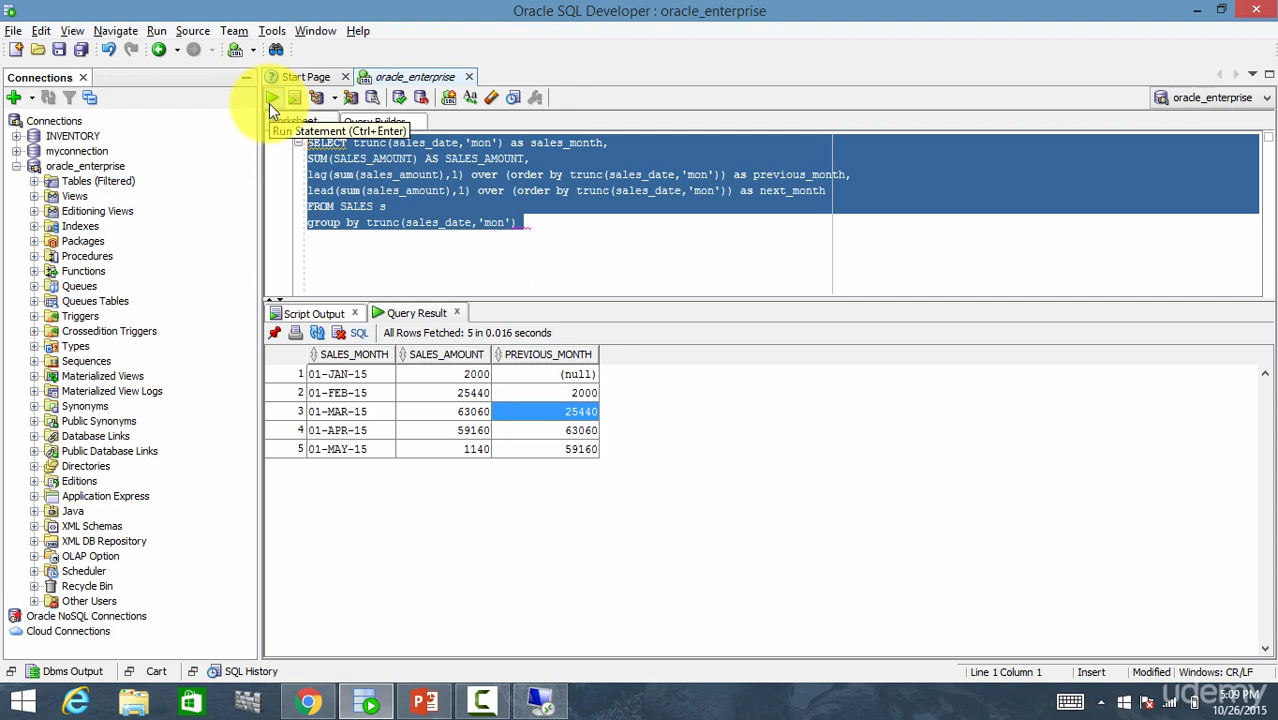 Oracle SQL Developer : oracle_enterprise
File Edit View Navigate Run Source Team Tools Window Help
Connections
Start Page
oracle_enterprise
oracle_enterprise
Query Builder
Run Statement (Ctrl+Enter)
Connections
INVENTORY
myconnection
oracle_enterprise
Tables (Filtered)
Views
Editioning Views
Indexes
Packages
Procedures
Functions
Queues
Queues Tables
Triggers
Crossedition Triggers
Types
Sequences
Materialized Views
Materialized View Logs
Synonyms
Public Synonyms
Database Links
Public Database Links
Directories
Editions
Application Express
Java
XML Schemas
XML DB Repository
OLAP Option
Scheduler
Recycle Bin
Other Users
Oracle NoSQL Connections
Cloud Connections
SELECT trunc(sales_date,'mon') as sales_month,
SUM(SALES_AMOUNT) AS SALES_AMOUNT,
lag(sum(sales_amount),1) over (order by trunc(sales_date,'mon')) as previous_month,
lead(sum(sales_amount),1) over (order by trunc(sales_date,'mon')) as next_month
FROM SALES s
group by trunc(sales_date,'mon')
Script Output
Query Result
SQL
All Rows Fetched: 5 in 0.016 seconds
SALES_MONTH SALES_AMOUNT PREVIOUS_MONTH
1 01-JAN-15 2000 (null)
2 01-FEB-15 25440 2000
3 01-MAR-15 63060 25440
4 01-APR-15 59160 63060
5 01-MAY-15 1140 59160
Dbms Output
Cart
SQL History
Line 1 Column 1
Insert
Modified
Windows: CR/LF
5:09 PM
10/26/2015
udemy